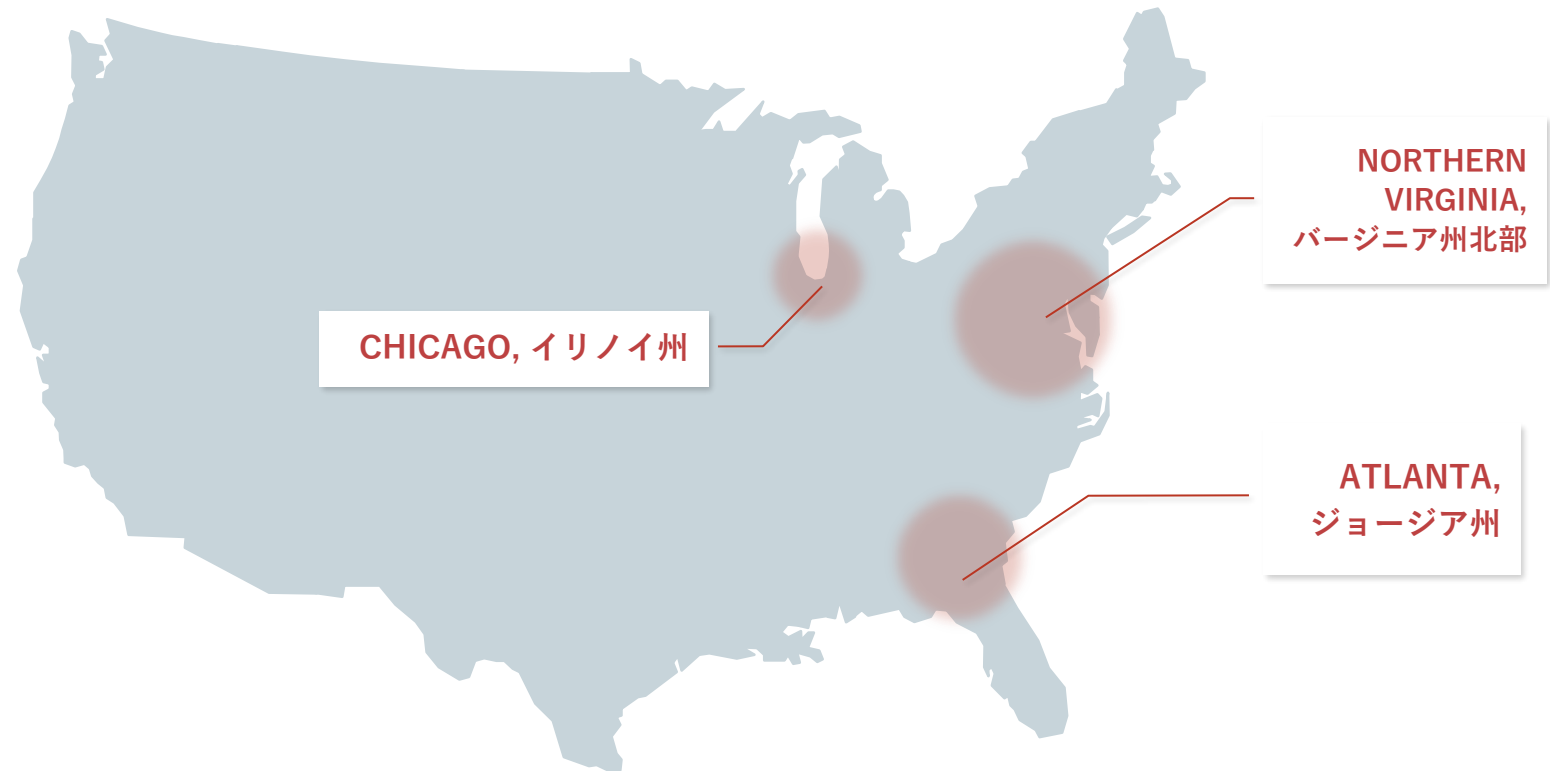 NORTHERN
VIRGINIA,
バージニア州北部
CHICAGO, イリノイ州
ATLANTA,
ジョージア州